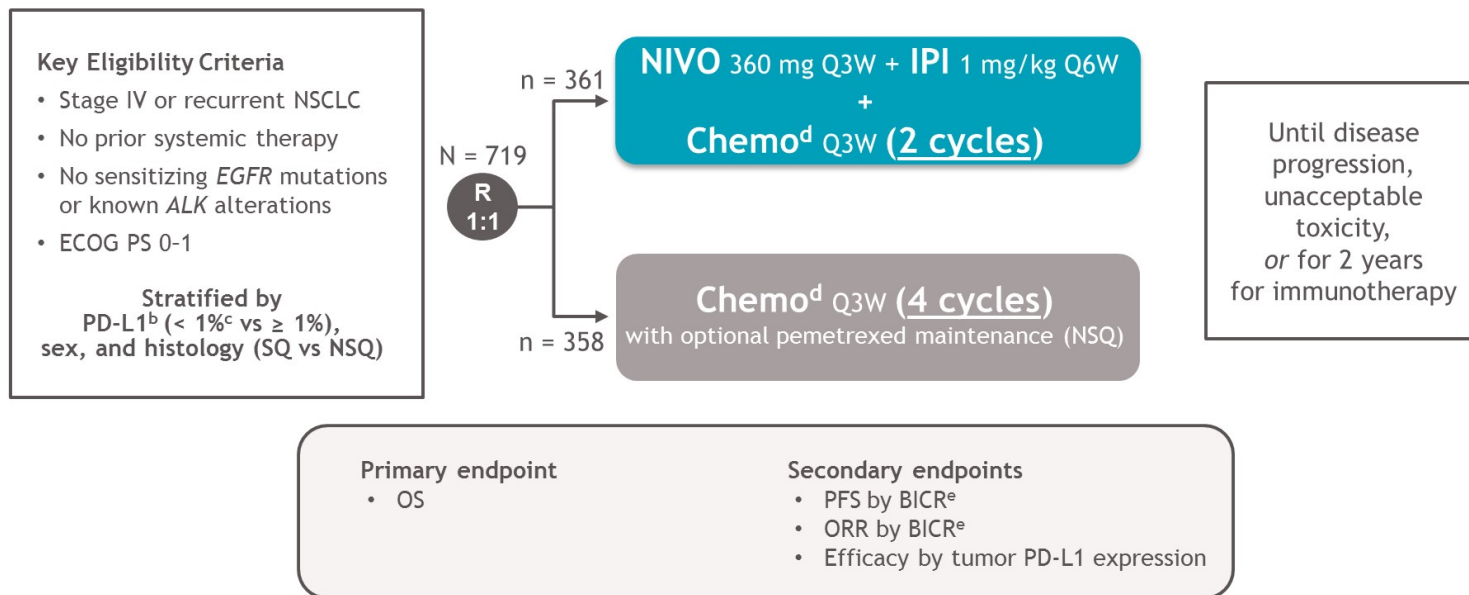 Key Eligibility Criteria
• Stage IV or recurrent NSCLC
• No prior systemic therapy
• No sensitizing EGFR mutations
or known ALK alterations
• ECOG PS 0–1
Stratified by
PD-L1ᵇ (< 1%ᶜ vs ≥ 1%),
sex, and histology (SQ vs NSQ)
N = 719
R
1:1
n = 361
NIVO 360 mg Q3W + IPI 1 mg/kg Q6W
+
Chemoᵈ Q3W (2 cycles)
n = 358
Chemoᵈ Q3W (4 cycles)
with optional pemetrexed maintenance (NSQ)
Until disease
progression,
unacceptable
toxicity,
or for 2 years
for immunotherapy
Primary endpoint
• OS
Secondary endpoints
• PFS by BICRᵉ
• ORR by BICRᵉ
• Efficacy by tumor PD-L1 expression